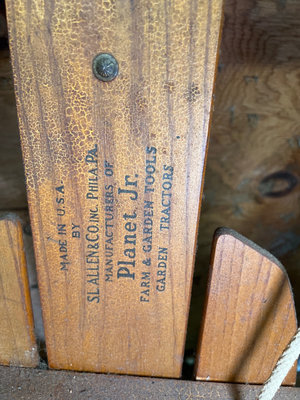 MADE IN U.S.A.
BY
S.L. ALLEN & CO. INC. PHILA PA.
MANUFACTURERS OF
Planet, Jr.
FARM & GARDEN TOOLS
GARDEN TRACTORS